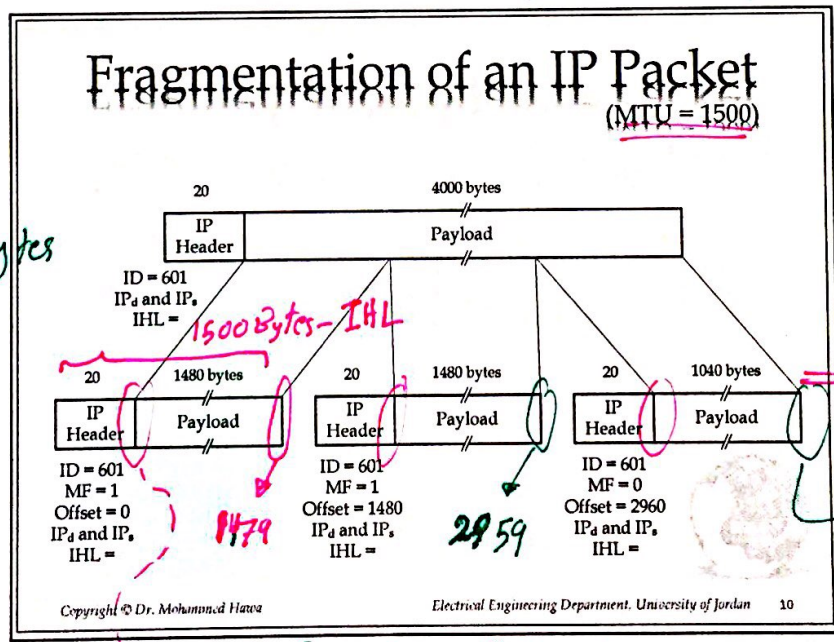 Fragmentation of an IP Packet
(MTU = 1500)
20 4000 bytes
IP Header Payload
ID = 601
IPd and IPs
IHL =
1500 Bytes - IHL
20 1480 bytes 20 1480 bytes 20 1040 bytes
IP Header Payload IP Header Payload IP Header Payload
ID = 601
MF = 1
Offset = 0
IPd and IPs
IHL =
1479
ID = 601
MF = 1
Offset = 1480
IPd and IPs
IHL =
2959
ID = 601
MF = 0
Offset = 2960
IPd and IPs
IHL =
Copyright © Dr. Mohammed Hawa Electrical Engineering Department, University of Jordan 10